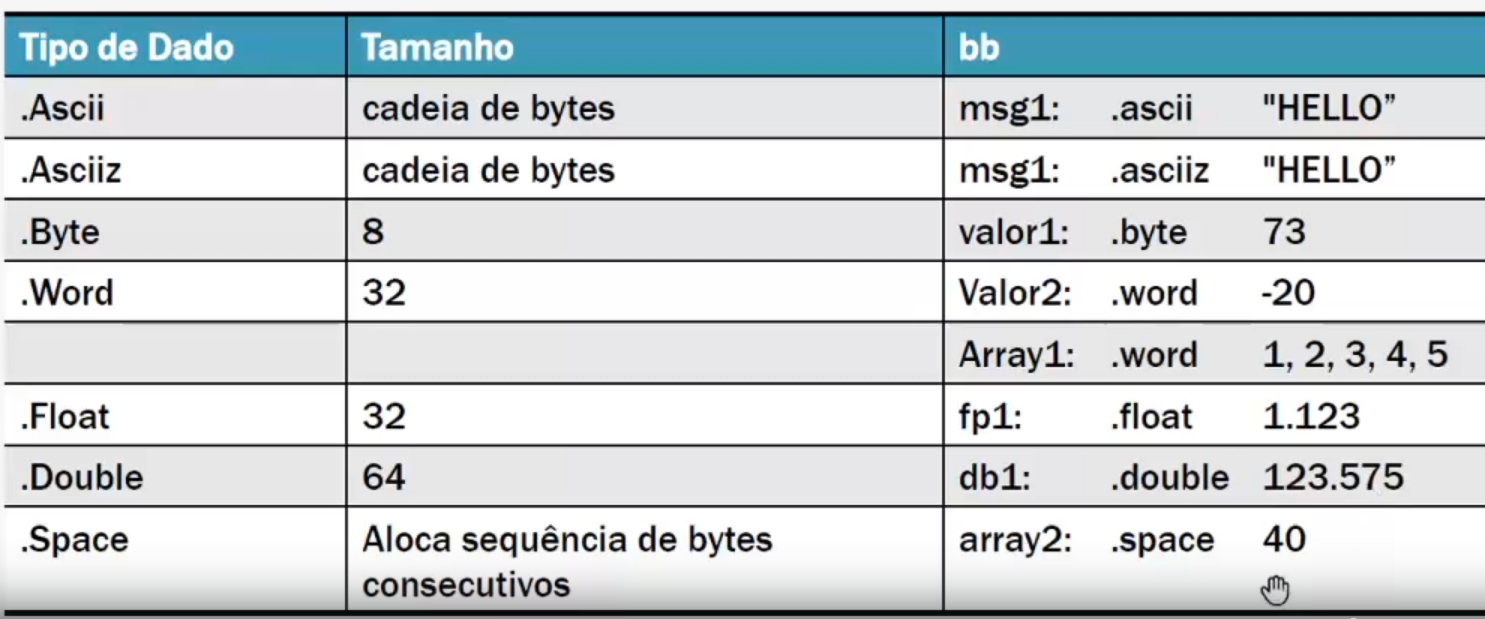 Tipo de Dado Tamanho bb
.Ascii cadeia de bytes msg1: .ascii "HELLO”
.Asciiz cadeia de bytes msg1: .asciiz "HELLO”
.Byte 8 valor1: .byte 73
.Word 32 Valor2: .word -20
Array1: .word 1, 2, 3, 4, 5
.Float 32 fp1: .float 1.123
.Double 64 db1: .double 123.575
.Space Aloca sequência de bytes array2: .space 40
consecutivos